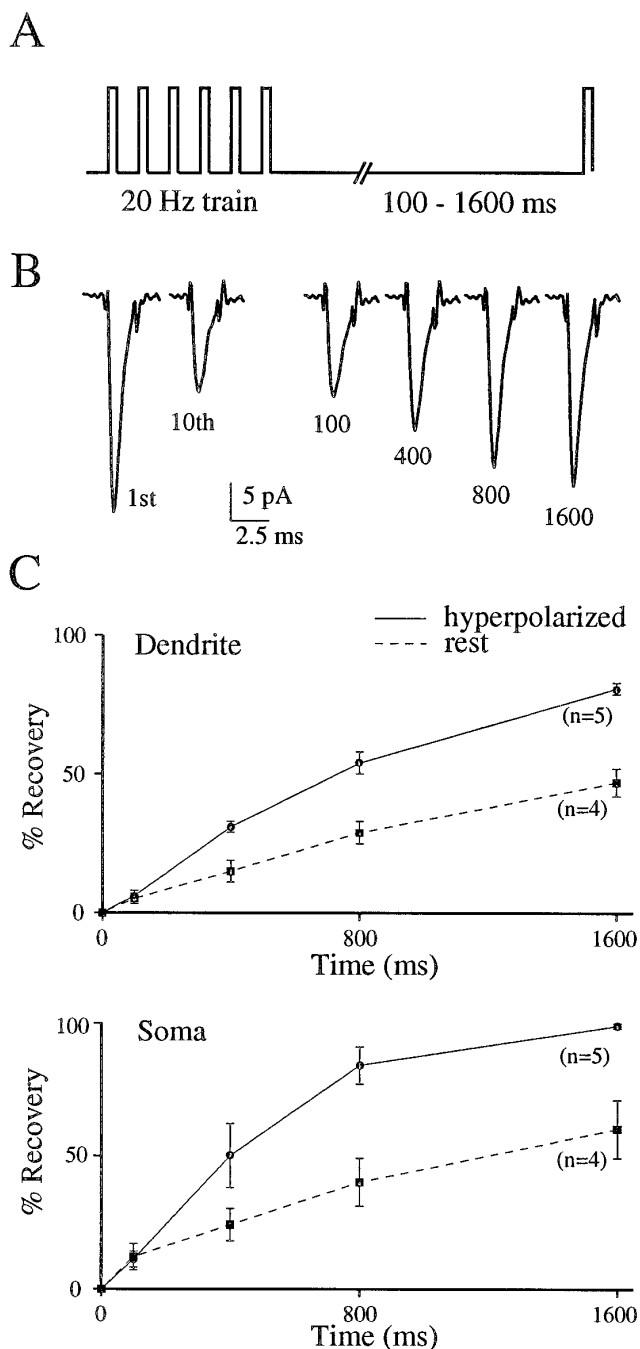 A
20 Hz train
100 - 1600 ms
B
1st
10th
100
400
800
1600
5 pA
2.5 ms
C
hyperpolarized
rest
Dendrite
100
50
0
% Recovery
(n=5)
(n=4)
0
800
1600
Time (ms)
Soma
100
50
0
% Recovery
(n=5)
(n=4)
0
800
1600
Time (ms)